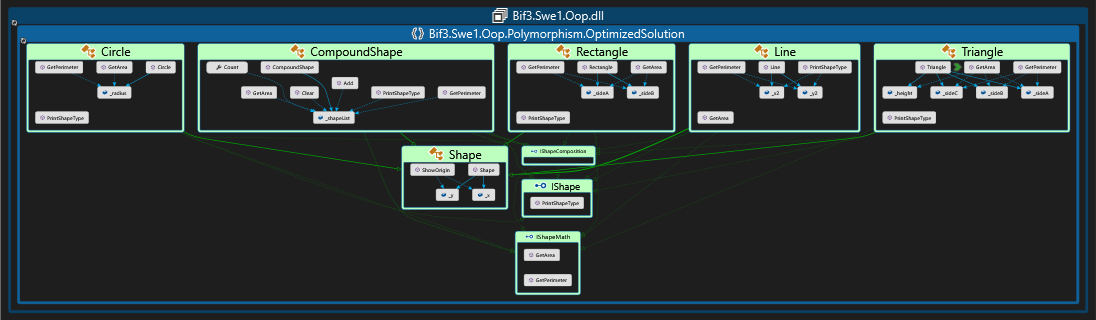 Bif3.Swe1.Oop.dll
Bif3.Swe1.Oop.Polymorphism.OptimizedSolution
Circle
GetPerimeter GetArea Circle
_radius
PrintShapeType
CompoundShape
Count CompoundShape
Add
GetArea Clear PrintShapeType GetPerimeter
_shapeList
Rectangle
GetPerimeter Rectangle GetArea
_sideA _sideB
PrintShapeType
Line
GetPerimeter Line PrintShapeType
_x2 _y2
GetArea
Triangle
Triangle GetArea GetPerimeter
_height _sideC _sideB _sideA
PrintShapeType
Shape
ShowOrigin Shape
_y _x
IShapeComposition
IShape
PrintShapeType
IShapeMath
GetArea
GetPerimeter